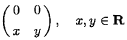 ( 0 0
x y ), x, y ∈ R